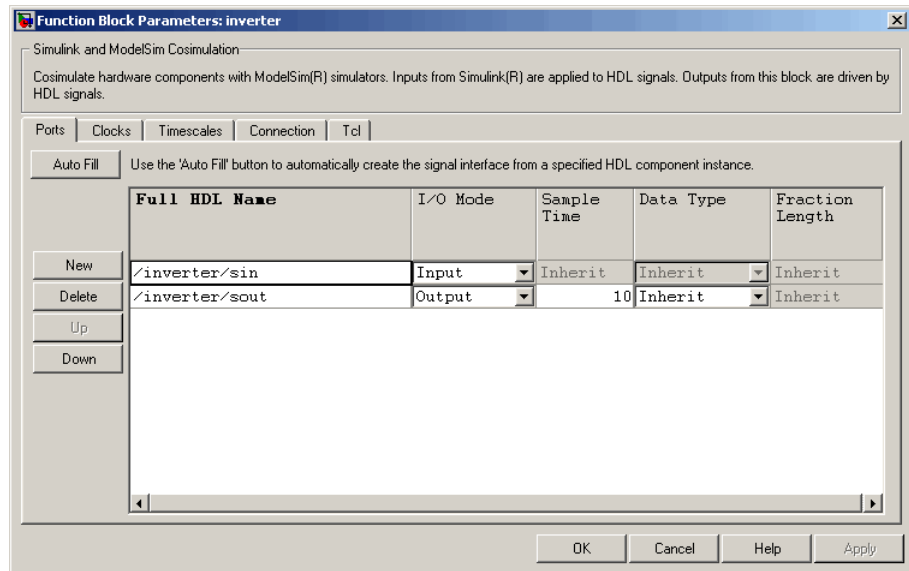 Function Block Parameters: inverter
Simulink and ModelSim Cosimulation
Cosimulate hardware components with ModelSim(R) simulators. Inputs from Simulink(R) are applied to HDL signals. Outputs from this block are driven by
HDL signals.
Ports Clocks Timescales Connection Tcl
Auto Fill Use the 'Auto Fill' button to automatically create the signal interface from a specified HDL component instance.
Full HDL Name I/O Mode Sample Time Data Type Fraction Length
New /inverter/sin Input Inherit Inherit Inherit
Delete /inverter/sout Output 10 Inherit Inherit
Up
Down
OK Cancel Help Apply